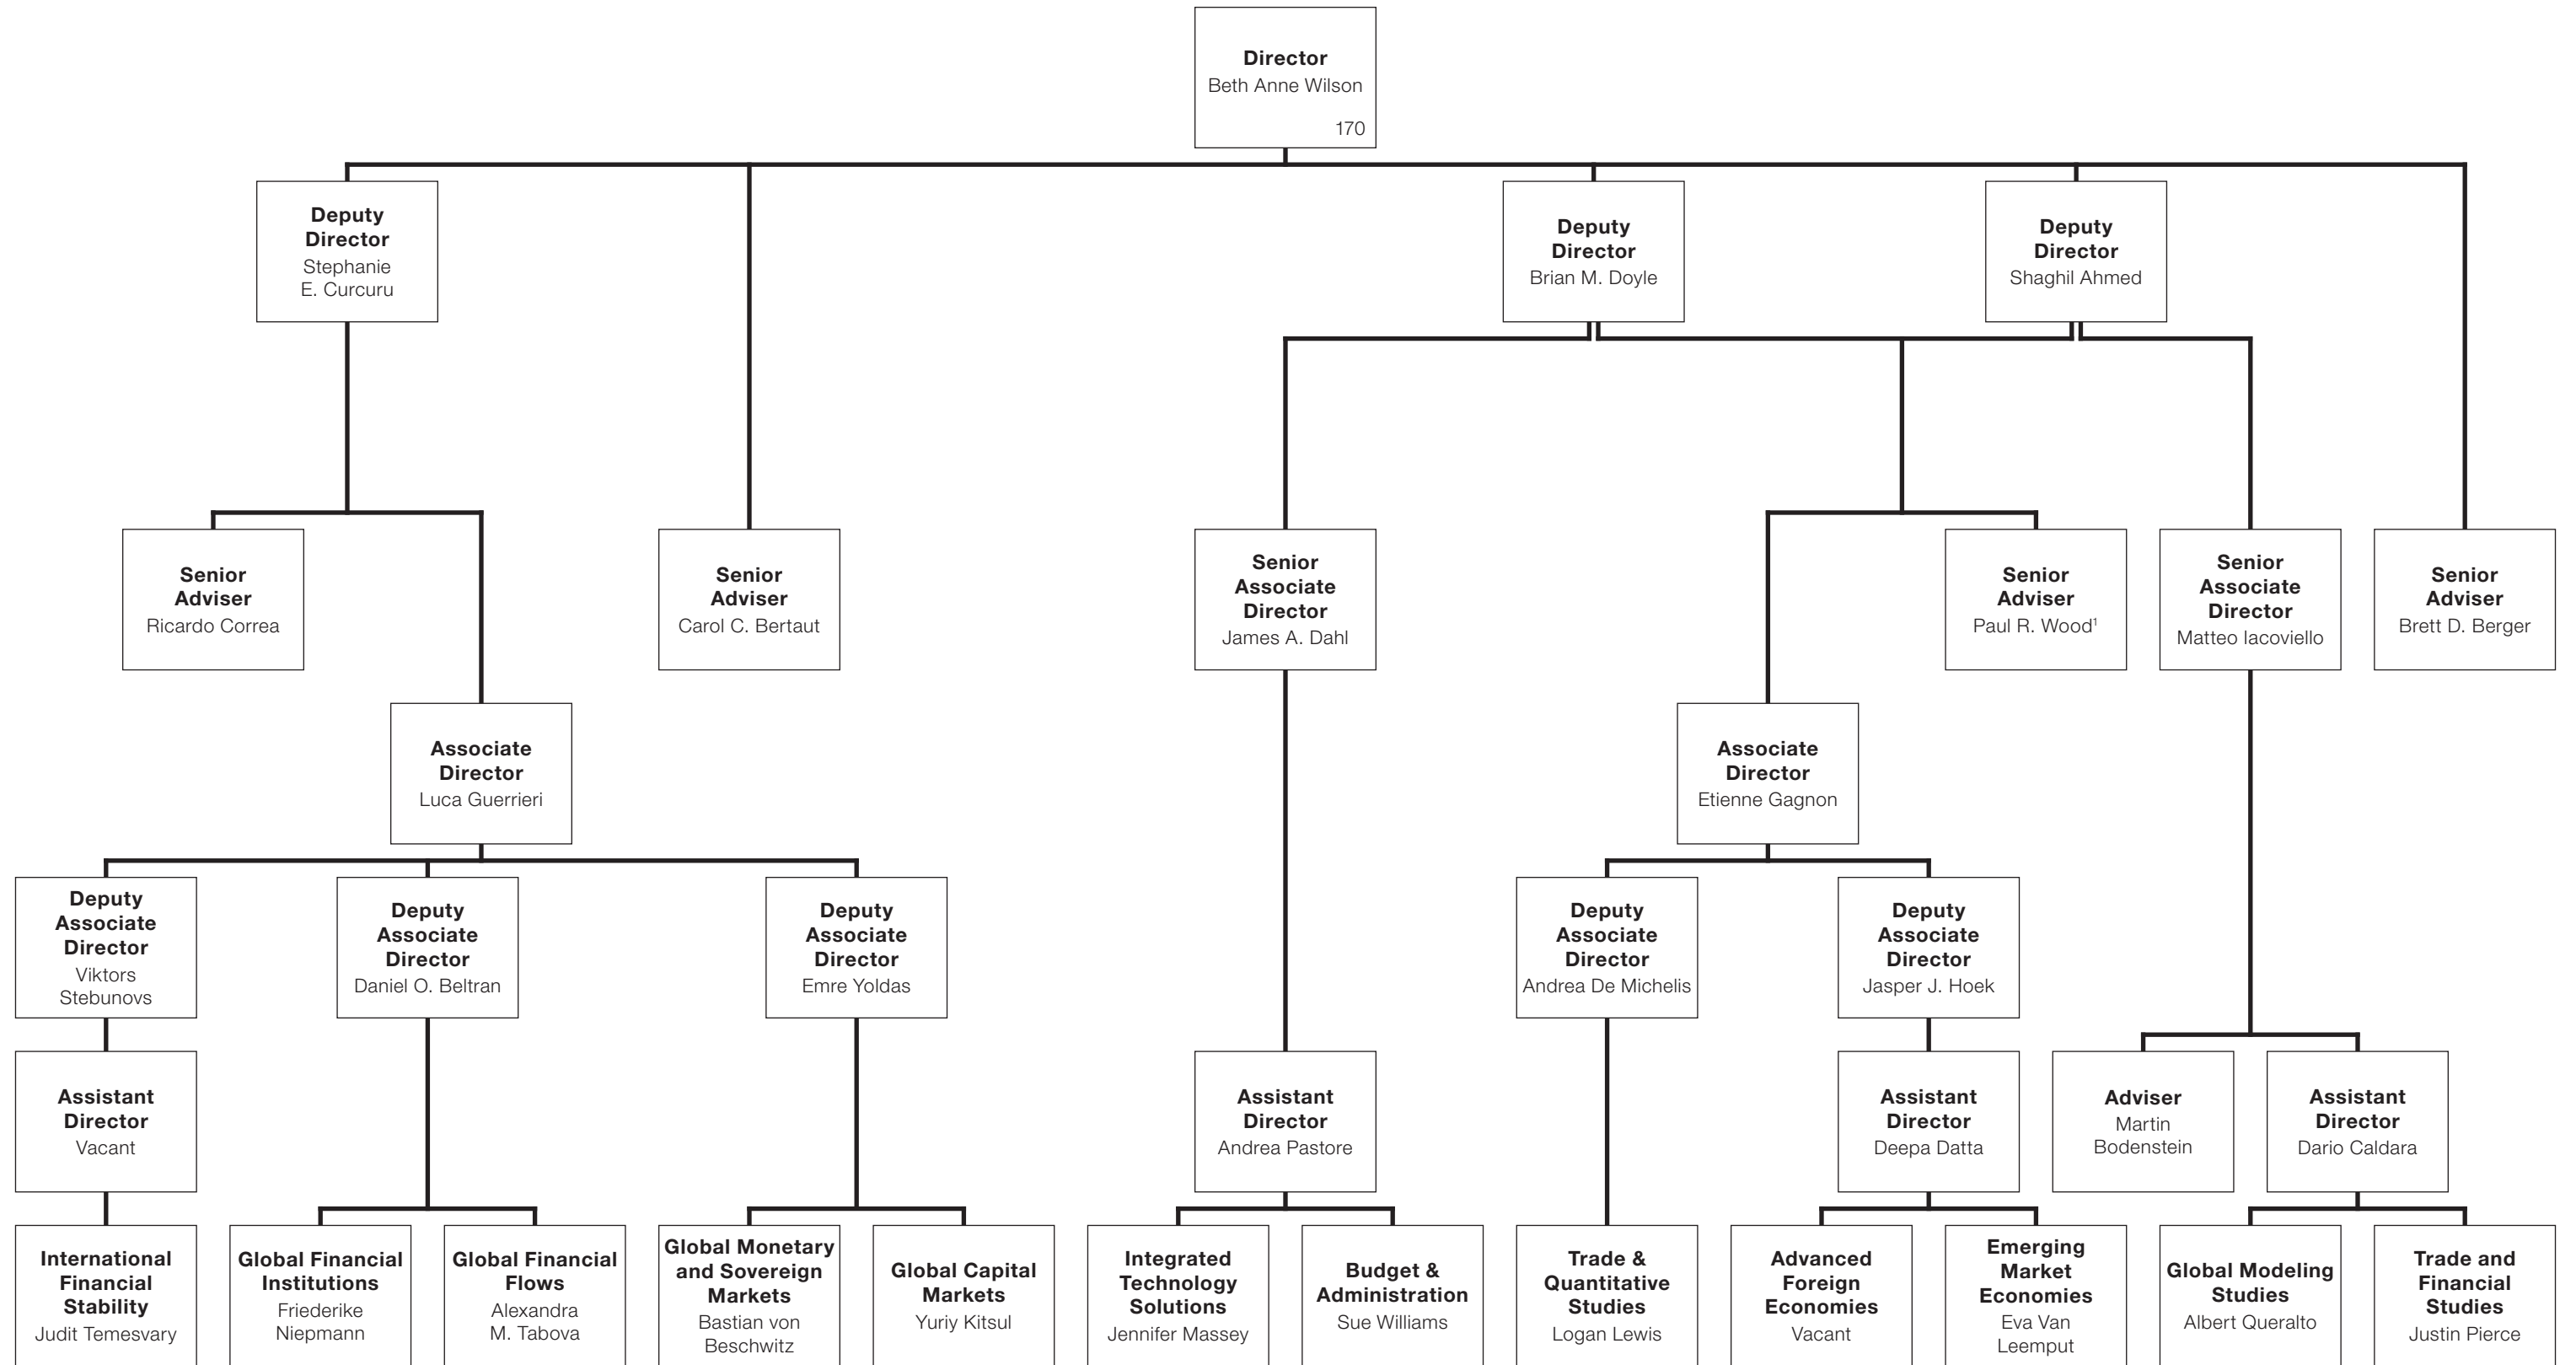 Director
Beth Anne Wilson
170
Deputy
Director
Stephanie
E. Curcuru
Deputy
Director
Brian M. Doyle
Deputy
Director
Shaghil Ahmed
Senior
Adviser
Ricardo Correa
Senior
Adviser
Carol C. Bertaut
Senior
Associate
Director
James A. Dahl
Senior
Adviser
Paul R. Wood¹
Senior
Associate
Director
Matteo Iacoviello
Senior
Adviser
Brett D. Berger
Associate
Director
Luca Guerrieri
Associate
Director
Etienne Gagnon
Deputy
Associate
Director
Viktors
Stebunovs
Deputy
Associate
Director
Daniel O. Beltran
Deputy
Associate
Director
Emre Yoldas
Deputy
Associate
Director
Andrea De Michelis
Deputy
Associate
Director
Jasper J. Hoek
Assistant
Director
Vacant
Assistant
Director
Andrea Pastore
Assistant
Director
Deepa Datta
Adviser
Martin
Bodenstein
Assistant
Director
Dario Caldara
International
Financial
Stability
Judit Temesvary
Global Financial
Institutions
Friederike
Niepmann
Global Financial
Flows
Alexandra
M. Tabova
Global Monetary
and Sovereign
Markets
Bastian von
Beschwitz
Global Capital
Markets
Yuriy Kitsul
Integrated
Technology
Solutions
Jennifer Massey
Budget &
Administration
Sue Williams
Trade &
Quantitative
Studies
Logan Lewis
Advanced
Foreign
Economies
Vacant
Emerging
Market
Economies
Eva Van
Leemput
Global Modeling
Studies
Albert Queralto
Trade and
Financial
Studies
Justin Pierce